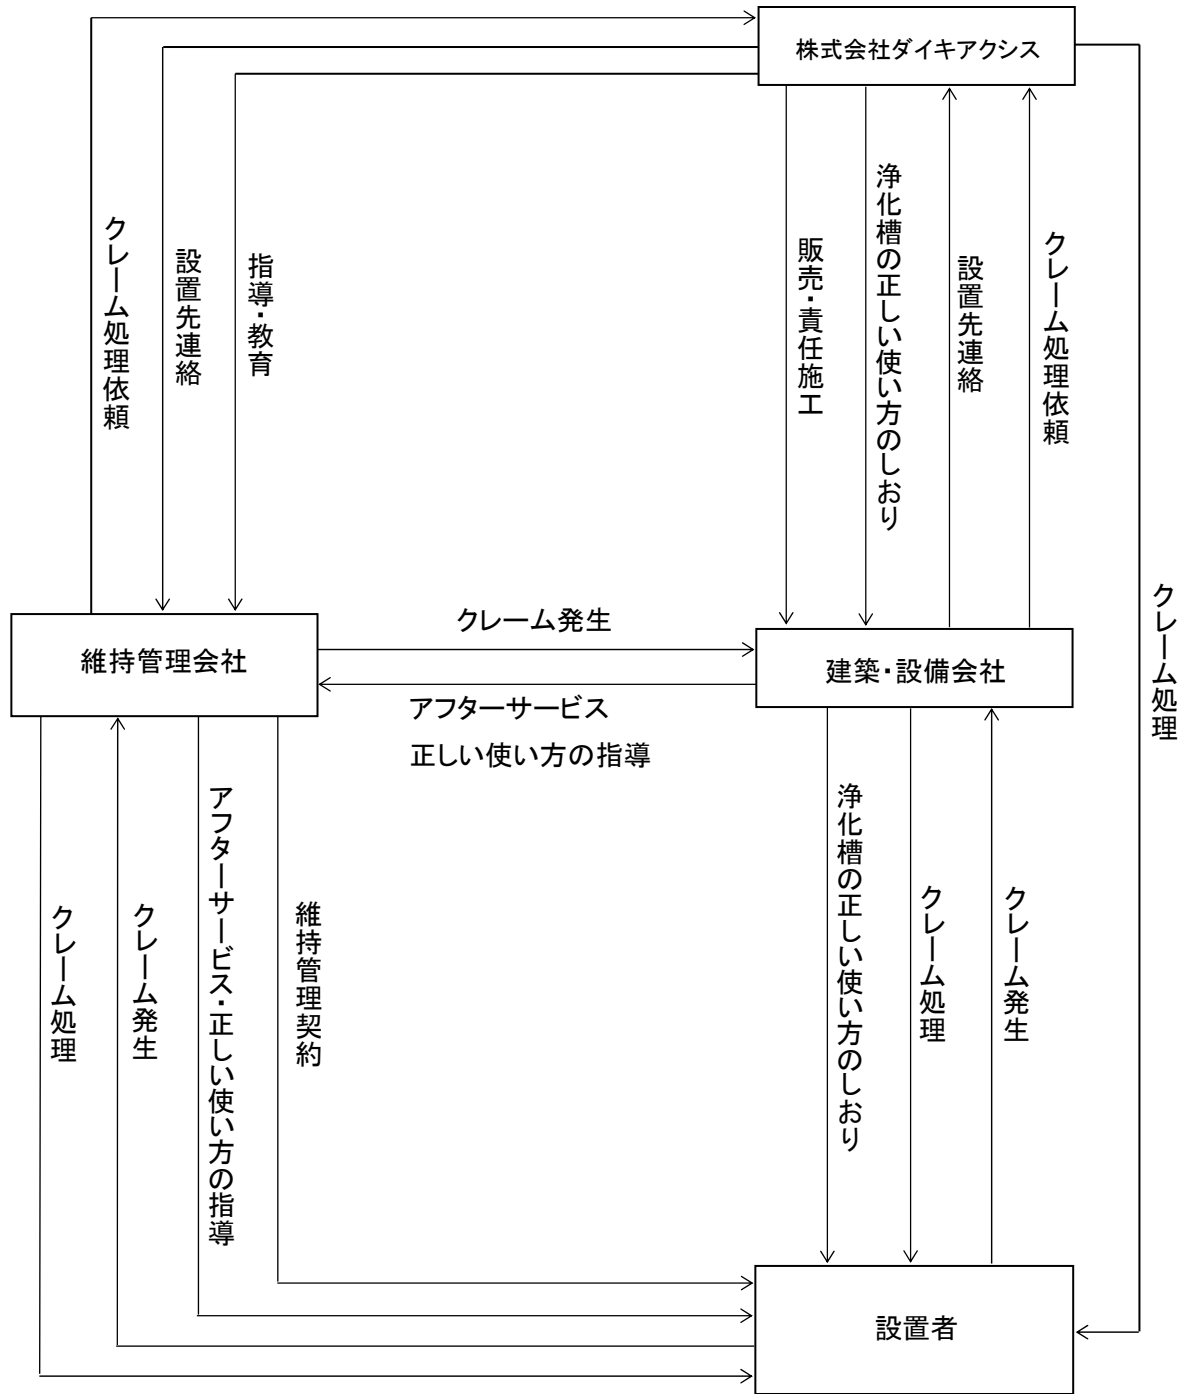 株式会社ダイキアクシス
クレーム処理依頼
設置先連絡
指導・教育
販売・責任施工
浄化槽の正しい使い方のしおり
設置先連絡
クレーム処理依頼
クレーム処理
維持管理会社
クレーム発生
アフターサービス
正しい使い方の指導
建築・設備会社
クレーム処理
クレーム発生
アフターサービス・正しい使い方の指導
維持管理契約
浄化槽の正しい使い方のしおり
クレーム処理
クレーム発生
設置者